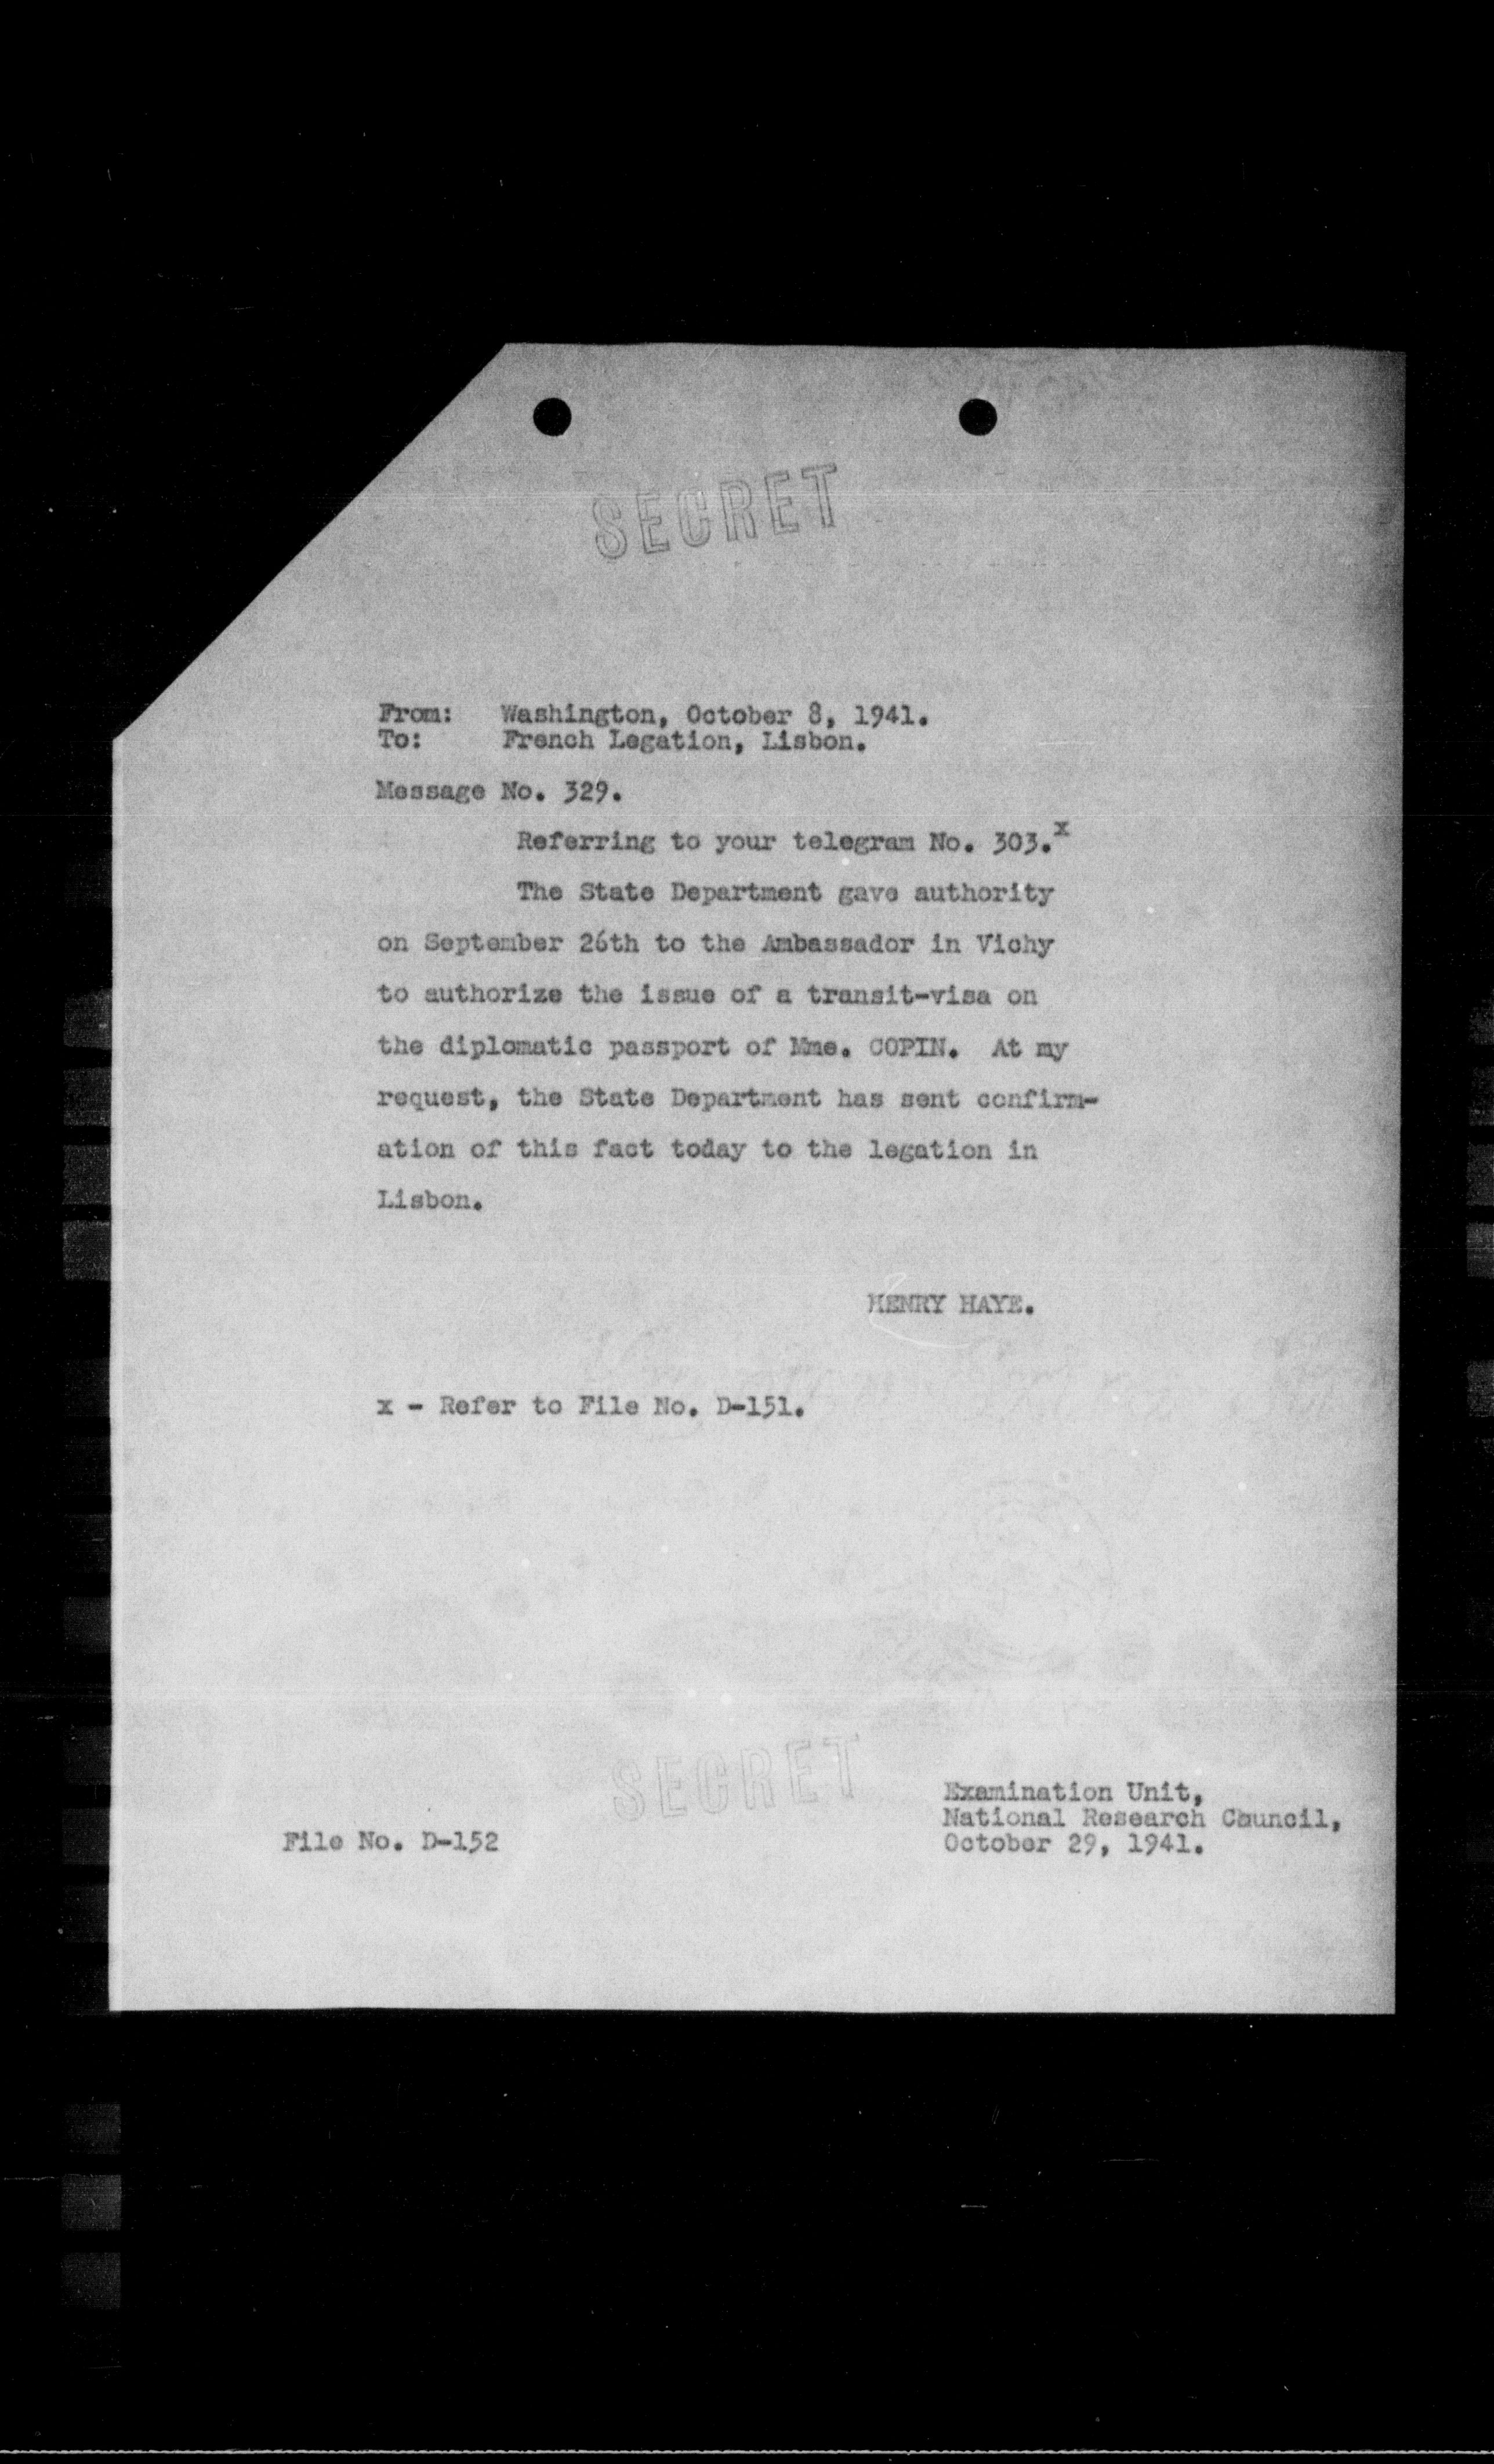 SECRET
From: Washington, October 8, 1941.
To: French Legation, Lisbon.
Message No. 329.
Referring to your telegram No. 303.x
The State Department gave authority
on September 26th to the Ambassador in Vichy
to authorize the issue of a transit-visa on
the diplomatic passport of Mme. COPIN. At my
request, the State Department has sent confirm-
ation of this fact today to the legation in
Lisbon.
HENRY HAYE.
x - Refer to File No. D-151.
SECRET
Examination Unit,
National Research Council,
File No. D-152
October 29, 1941.